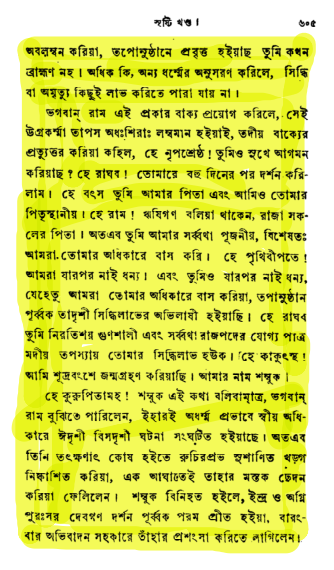 সৃষ্টি খণ্ড। ৬০৫
অবলম্বন করিয়া, তপোনুষ্ঠানে প্রবৃত্ত হইয়াছ তুমি কখন
ব্রাহ্মণ নহ। অধিক কি, অন্য ধর্ম্মের অনুসরণ করিলে, সিদ্ধি
বা অমৃত্যু কিছুই লাভ করিতে পারা যায় না।
ভগবান্ রাম এই প্রকার বাক্য প্রয়োগ করিলে, সেই
উগ্রকর্ম্মা তাপস অধঃশিরাঃ লম্বমান হইয়াই, তদীয় বাক্যের
প্রত্যুত্তর করিয়া কহিল, হে নৃপশ্রেষ্ঠ! তুমিও সুখে আগমন
করিয়াছ? হে রাঘব! তোমারে বহু দিনের পর দর্শন করি-
লাম। হে বৎস তুমি আমার পিতা এবং আমিও তোমার
পিতৃস্থানীয়। হে রাম! ঋষিগণ বলিয়া থাকেন, রাজা সক-
লের পিতা। অতএব তুমি আমার সর্ব্বথা পূজনীয়, বিশেষতঃ
আমরা তোমার অধিকারে বাস করি। হে পৃথিবীপতে!
আমরা যারপর নাই ধন্য। এবং তুমিও যারপর নাই ধন্য,
যেহেতু আমরা তোমার অধিকারে বাস করিয়া, তপানুষ্ঠান
পূর্ব্বক তাদৃশী সিদ্ধিলাভের অভিলাষী হইয়াছি। হে রাঘব
তুমি নিরতিশয় গুণশালী এবং সর্ব্বথা রাজপদের যোগ্য পাত্র
মদীয় তপস্যায় তোমার সিদ্ধিলাভ হউক। হে কাকুৎস্থ!
আমি শূদ্রবংশে জন্মগ্রহণ করিয়াছি। আমার নাম শম্বূক।
হে কুরুপিতামহ! শম্বূক এই কথা বলিবামাত্র, ভগবান্
রাম বুঝিতে পারিলেন, ইহারই অধর্ম্ম প্রভাবে স্বীয় অধি-
কারে ঈদৃশী বিসদৃশী ঘটনা সংঘটিত হইয়াছে। অতএব
তিনি তৎক্ষণাৎ কোষ হইতে রুচিরপ্রভ সুশাণিত খড়্গ
নিষ্কাশিত করিয়া, এক আঘাতেই তাহার মস্তক ছেদন
করিয়া ফেলিলেন। শম্বূক বিনিহত হইলে, ইন্দ্র ও অগ্নি
পুরঃসর দেবগণ দর্শন পূর্ব্বক পরম প্রীত হইয়া, বারং-
বার অভিবাদন সহকারে তাঁহার প্রশংসা করিতে লাগিলেন।